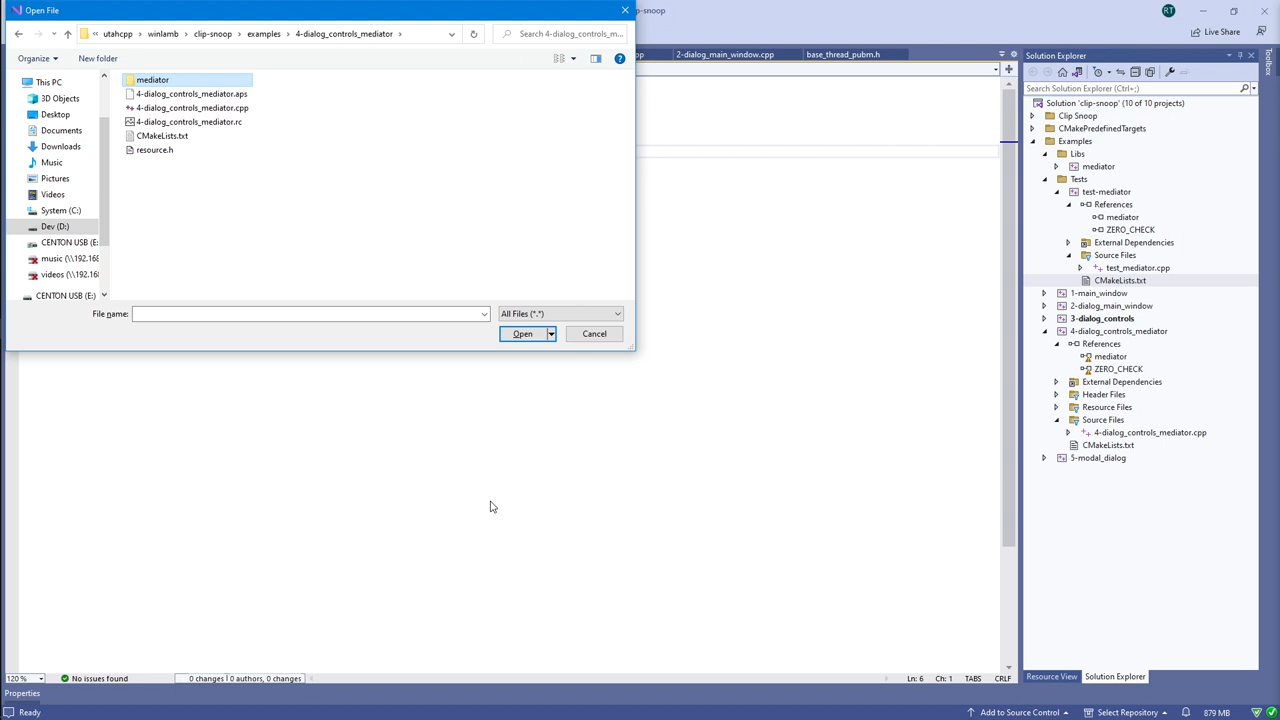 Open File
clip-snoop
RT
utahcpp
winlamb
clip-snoop
examples
4-dialog_controls_mediator
Search 4-dialog_controls_m...
Live Share
Organize
New folder
2-dialog_main_window.cpp
base_thread_pubm.h
This PC
3D Objects
Desktop
Documents
Downloads
Music
Pictures
Videos
System (C:)
Dev (D:)
CENTON USB (E:
music (\\192.168
videos (\\192.16
CENTON USB (E:)
mediator
4-dialog_controls_mediator.aps
4-dialog_controls_mediator.cpp
4-dialog_controls_mediator.rc
CMakeLists.txt
resource.h
File name:
All Files (*.*)
Open
Cancel
Solution Explorer
Search Solution Explorer (Ctrl+;)
Solution 'clip-snoop' (10 of 10 projects)
Clip Snoop
CMakePredefinedTargets
Examples
Libs
mediator
Tests
test-mediator
References
mediator
ZERO_CHECK
External Dependencies
Source Files
test_mediator.cpp
CMakeLists.txt
1-main_window
2-dialog_main_window
3-dialog_controls
4-dialog_controls_mediator
References
mediator
ZERO_CHECK
External Dependencies
Header Files
Resource Files
Source Files
4-dialog_controls_mediator.cpp
CMakeLists.txt
5-modal_dialog
Toolbox
120 %
No issues found
0 changes | 0 authors, 0 changes
Ln: 6
Ch: 1
TABS
CRLF
Resource View
Solution Explorer
Properties
Ready
Add to Source Control
Select Repository
879 MB